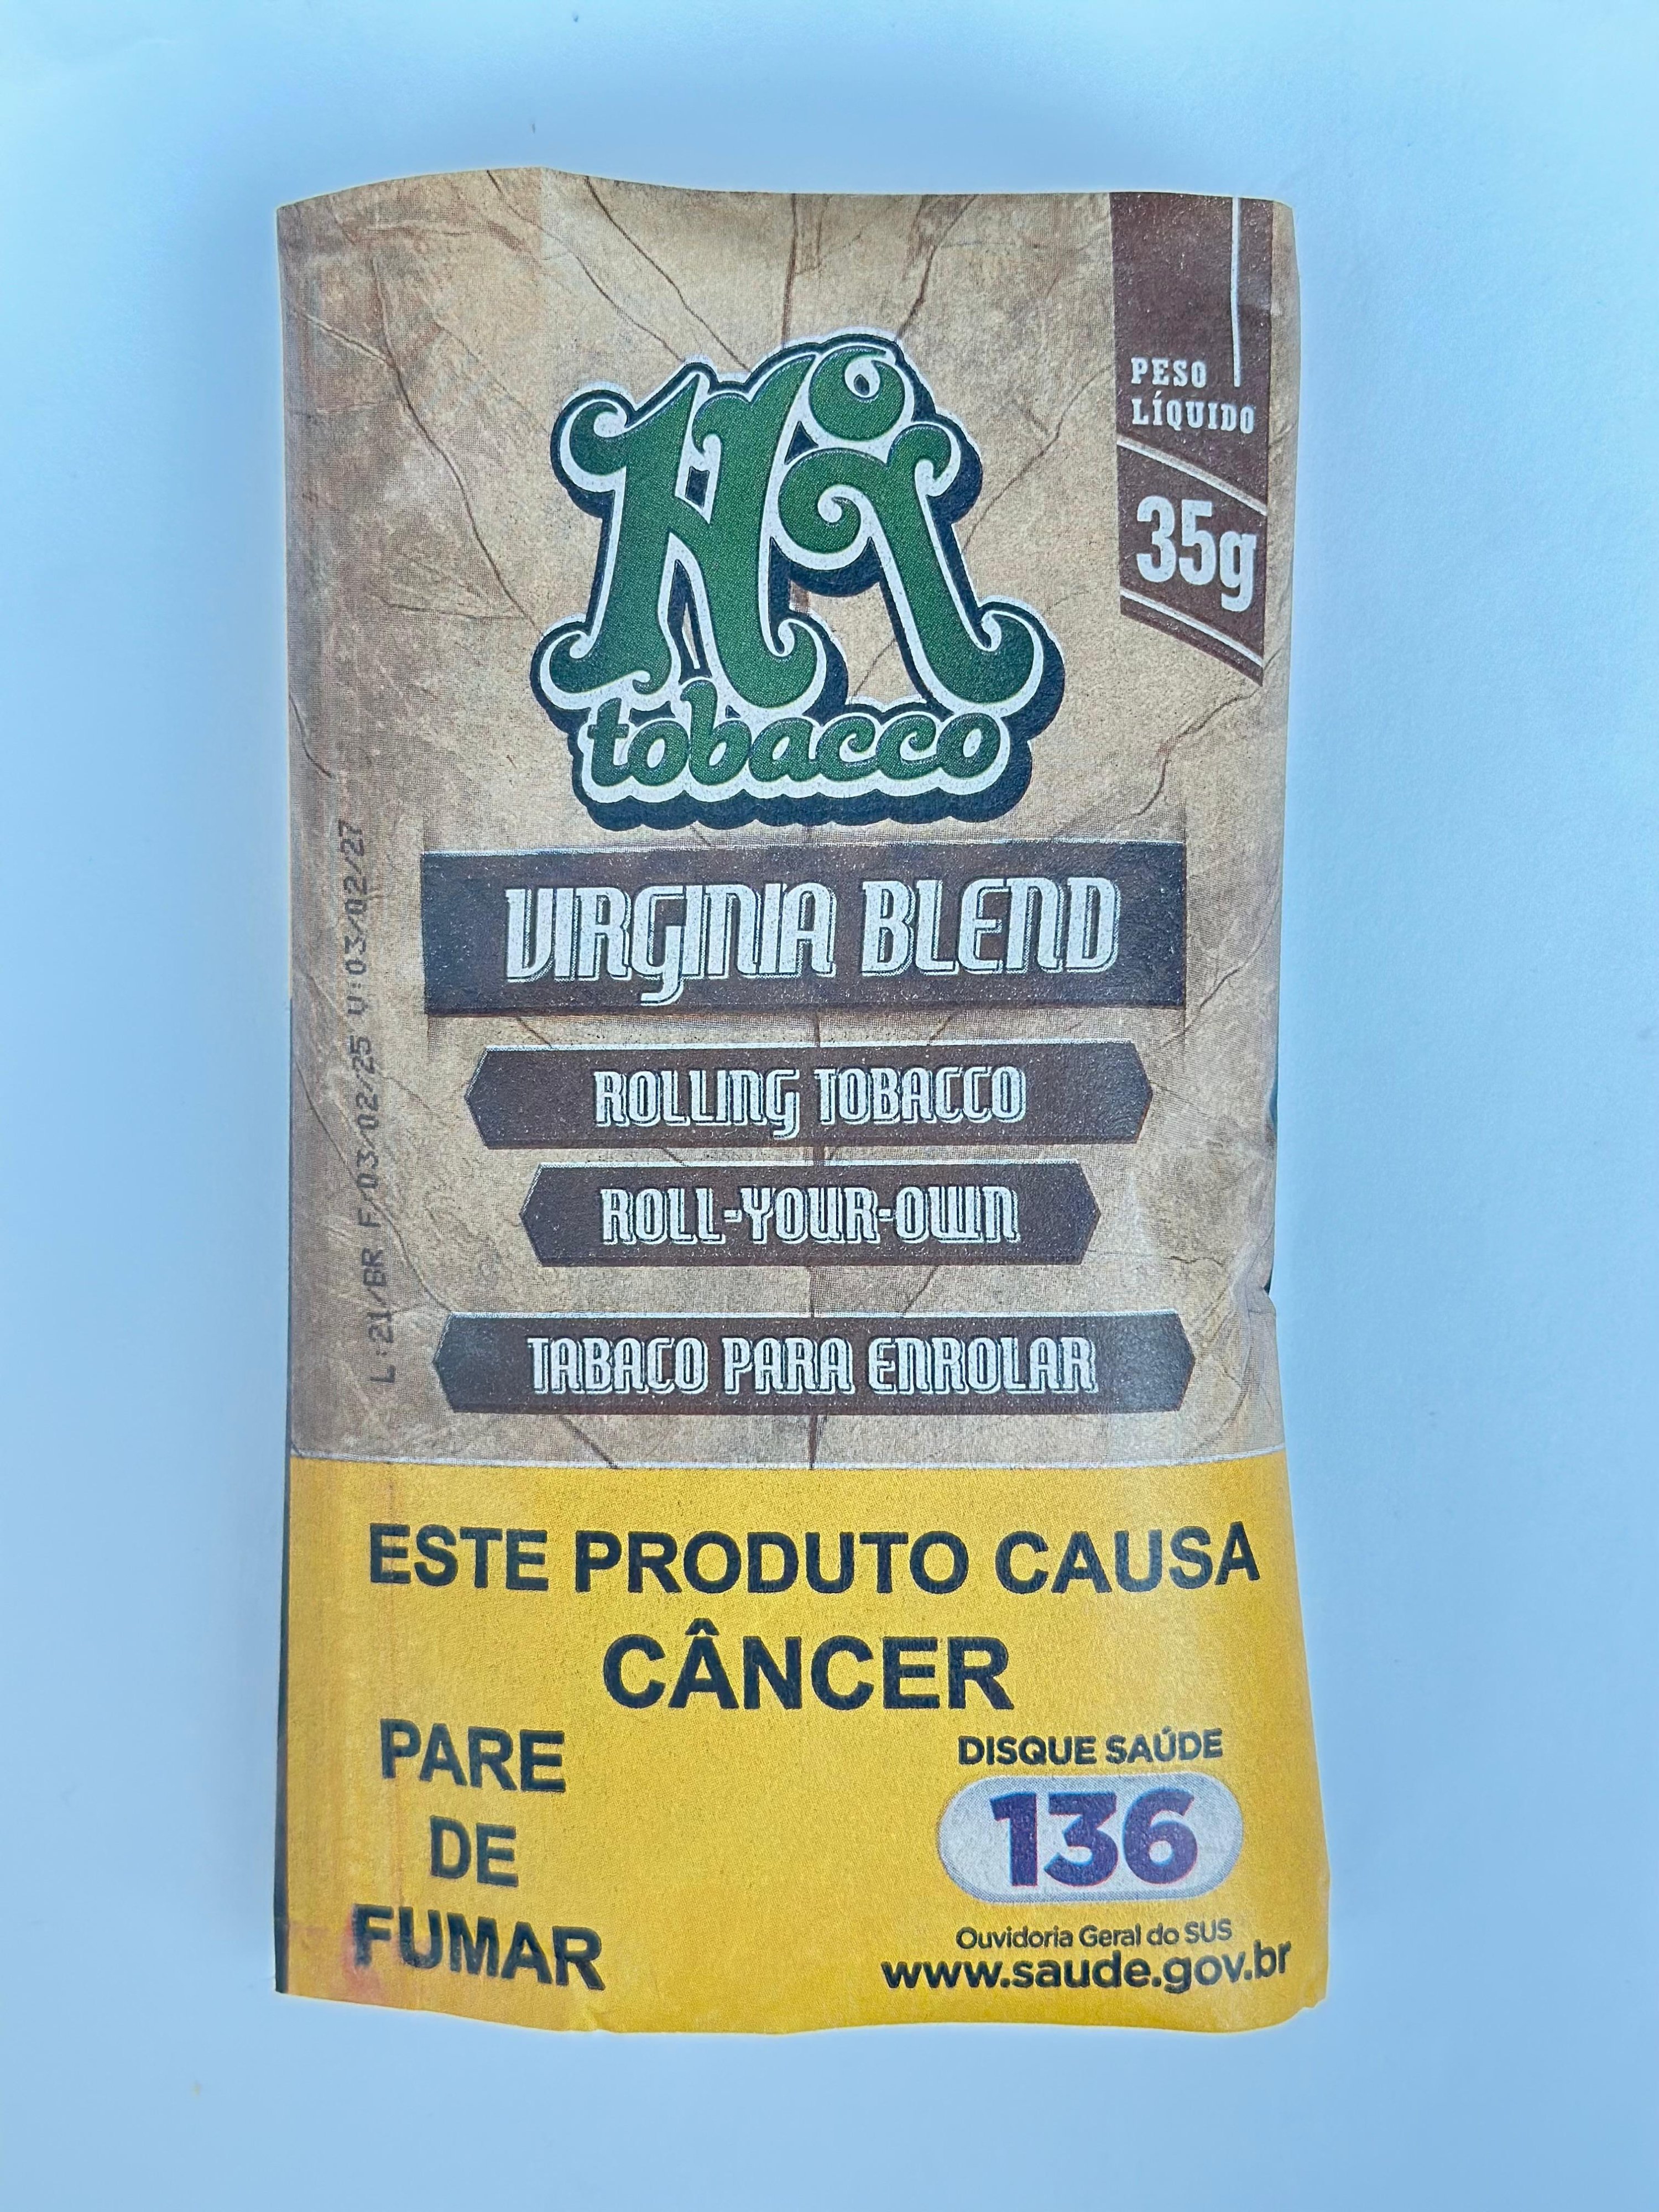 Hi
tobacco
PESO
LÍQUIDO
35g
VIRGINIA BLEND
ROLLING TOBACCO
ROLL-YOUR-OWN
TABACO PARA ENROLAR
L:21/BR F:03/02/25 V:03/02/27
ESTE PRODUTO CAUSA
CÂNCER
PARE
DE
FUMAR
DISQUE SAÚDE
136
Ouvidoria Geral do SUS
www.saude.gov.br